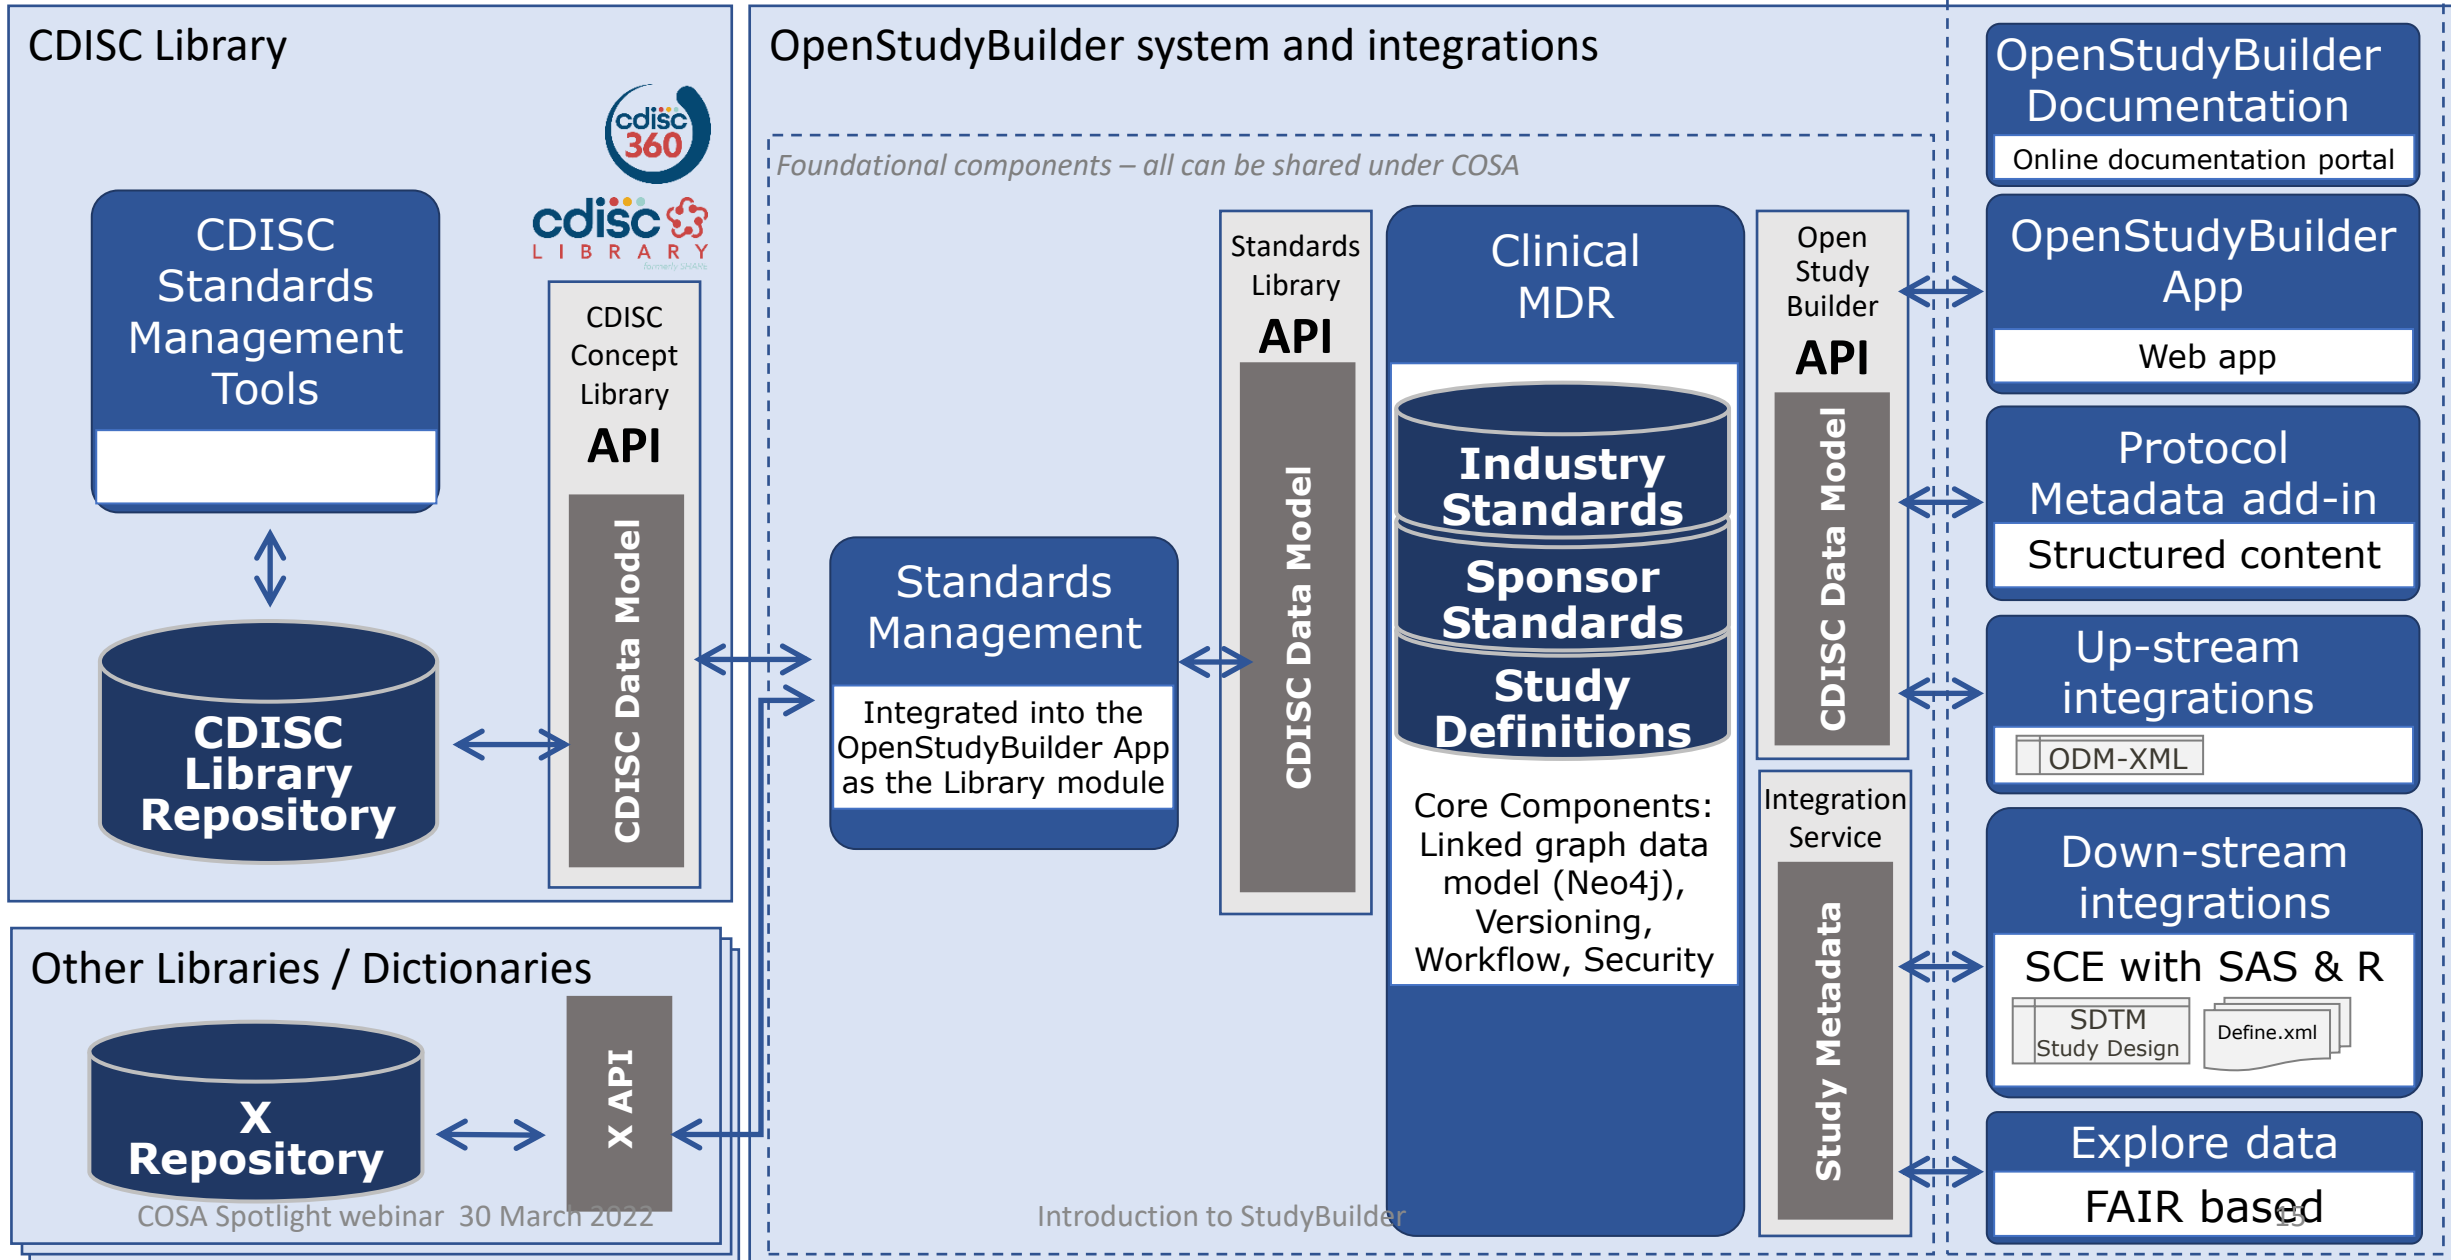 CDISC Library
cdisc
360
cdisc
LIBRARY
formerly SHARE
CDISC
Standards
Management
Tools
CDISC
Concept
Library
API
CDISC Data Model
CDISC
Library
Repository
Other Libraries / Dictionaries
X
Repository
X API
COSA Spotlight webinar 30 March 2022
OpenStudyBuilder system and integrations
Foundational components – all can be shared under COSA
Standards
Management
Integrated into the
OpenStudyBuilder App
as the Library module
Standards
Library
API
CDISC Data Model
Clinical
MDR
Industry
Standards
Sponsor
Standards
Study
Definitions
Core Components:
Linked graph data
model (Neo4j),
Versioning,
Workflow, Security
Open
Study
Builder
API
CDISC Data Model
Integration
Service
Study Metadata
Introduction to StudyBuilder
OpenStudyBuilder
Documentation
Online documentation portal
OpenStudyBuilder
App
Web app
Protocol
Metadata add-in
Structured content
Up-stream
integrations
ODM-XML
Down-stream
integrations
SCE with SAS & R
SDTM
Study Design
Define.xml
Explore data
FAIR based
15